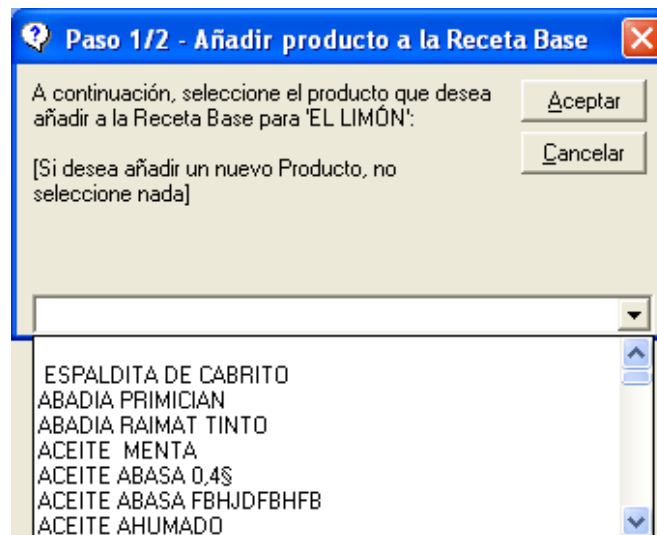 Paso 1/2 - Añadir producto a la Receta Base
A continuación, seleccione el producto que desea
añadir a la Receta Base para 'EL LIMÓN':
[Si desea añadir un nuevo Producto, no
seleccione nada]
Aceptar
Cancelar
ESPALDITA DE CABRITO
ABADIA PRIMICIAN
ABADIA RAIMAT TINTO
ACEITE  MENTA
ACEITE ABASA 0,4§
ACEITE ABASA FBHJDFBHFB
ACEITE AHUMADO